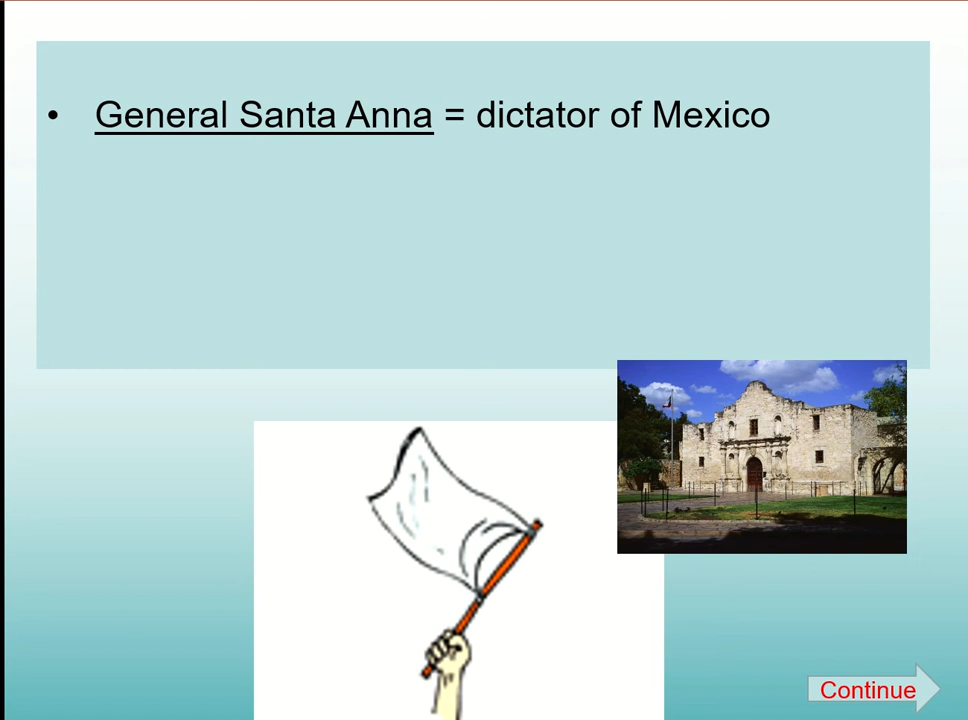 • General Santa Anna = dictator of Mexico
Continue